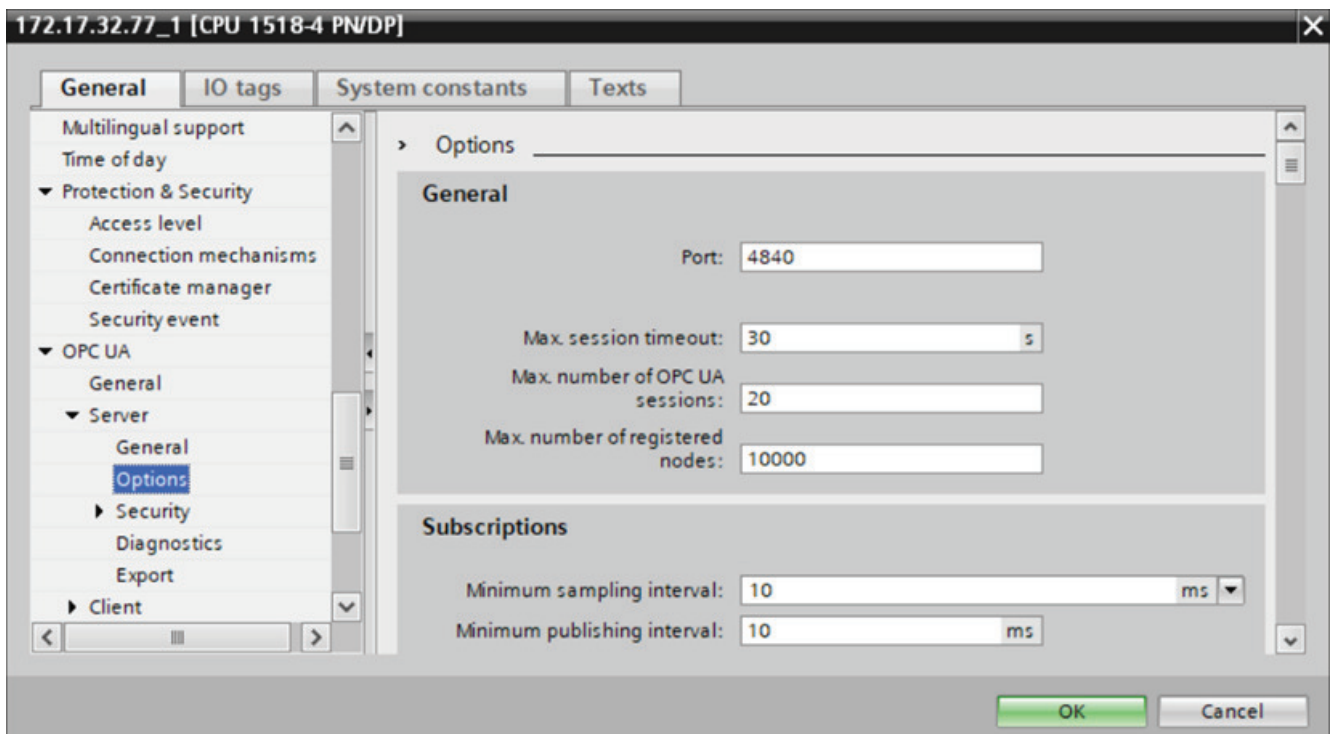 172.17.32.77_1 [CPU 1518-4 PN/DP]
General
IO tags
System constants
Texts
Multilingual support
Time of day
Protection & Security
Access level
Connection mechanisms
Certificate manager
Security event
OPC UA
General
Server
General
Options
Security
Diagnostics
Export
Client
Options
General
Port: 4840
Max. session timeout: 30 s
Max. number of OPC UA
sessions: 20
Max. number of registered
nodes: 10000
Subscriptions
Minimum sampling interval: 10 ms
Minimum publishing interval: 10 ms
OK
Cancel